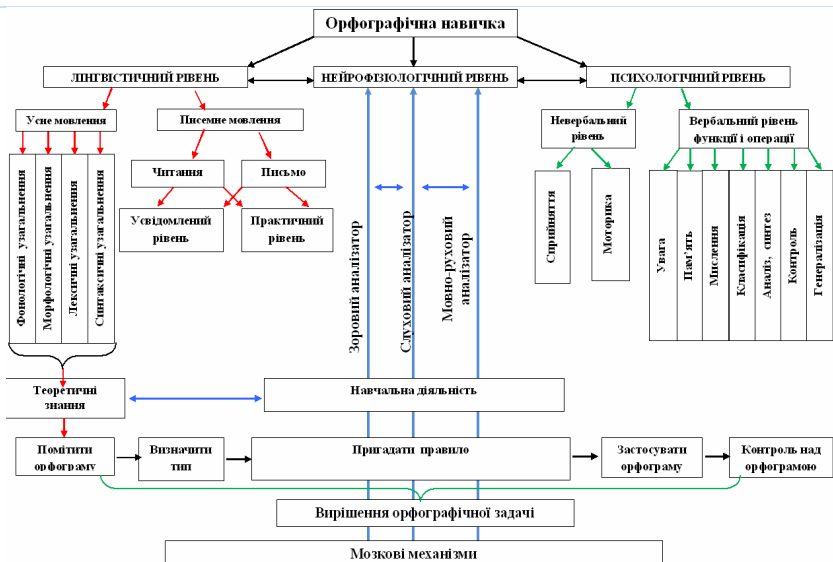 Орфографічна навичка
ЛІНГВІСТИЧНИЙ РІВЕНЬ
НЕЙРОФІЗІОЛОГІЧНИЙ РІВЕНЬ
ПСИХОЛОГІЧНИЙ РІВЕНЬ
Усне мовлення
Писемне мовлення
Невербальний
рівень
Вербальний рівень
функції і операції
Читання
Письмо
Усвідомлений
рівень
Практичний
рівень
Фонологічні узагальнення
Морфологічні узагальнення
Лексичні узагальнення
Синтаксичні узагальнення
Зоровий аналізатор
Слуховий аналізатор
Мовно-руховий
аналізатор
Сприйняття
Моторика
Увага
Пам'ять
Мислення
Класифікація
Аналіз, синтез
Контроль
Генералізація
Теоретичні
знання
Навчальна діяльність
Помітити
орфограму
Визначити
тип
Пригадати правило
Застосувати
орфограму
Контроль над
орфограмою
Вирішення орфографічної задачі
Мозкові механізми